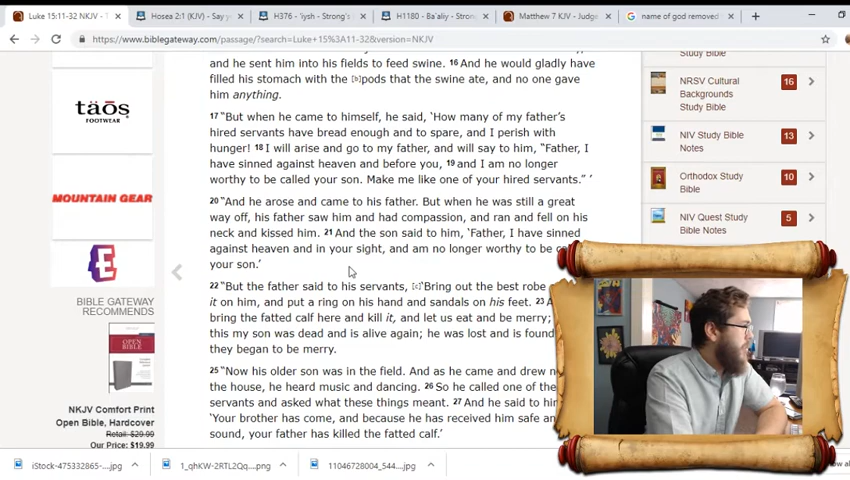 Luke 15:11-32 NKJV -
Hosea 2:1 (KJV) - Say y
H376 - 'iysh - Strong's
H1180 - Ba'aliy - Strong
Matthew 7 KJV - Judge
name of god removed
https://www.biblegateway.com/passage/?search=Luke+15%3A11-32&version=NKJV
and he sent him into his fields to feed swine. 16 And he would gladly have
filled his stomach with the [b]pods that the swine ate, and no one gave
him anything.
17 “But when he came to himself, he said, ‘How many of my father’s
hired servants have bread enough and to spare, and I perish with
hunger! 18 I will arise and go to my father, and will say to him, “Father, I
have sinned against heaven and before you, 19 and I am no longer
worthy to be called your son. Make me like one of your hired servants.” ’
20 “And he arose and came to his father. But when he was still a great
way off, his father saw him and had compassion, and ran and fell on his
neck and kissed him. 21 And the son said to him, ‘Father, I have sinned
against heaven and in your sight, and am no longer worthy to be
your son.’
22 “But the father said to his servants, [c]‘Bring out the best robe
it on him, and put a ring on his hand and sandals on his feet. 23
bring the fatted calf here and kill it, and let us eat and be merry;
this my son was dead and is alive again; he was lost and is found
they began to be merry.
25 “Now his older son was in the field. And as he came and drew
the house, he heard music and dancing. 26 So he called one of the
servants and asked what these things meant. 27 And he said to
‘Your brother has come, and because he has received him safe
sound, your father has killed the fatted calf.’
täos
FOOTWEAR
MOUNTAIN GEAR
BIBLE GATEWAY
RECOMMENDS
OPEN
BIBLE
NKJV Comfort Print
Open Bible, Hardcover
Retail: $29.99
Our Price: $19.99
Study Bible
NRSV Cultural
Backgrounds
Study Bible
16
NIV Study Bible
Notes
13
Orthodox Study
Bible
10
NIV Quest Study
Bible Notes
5
iStock-475332865-....jpg
1_qhKW-2RTL2Qq....png
11046728004_544....jpg